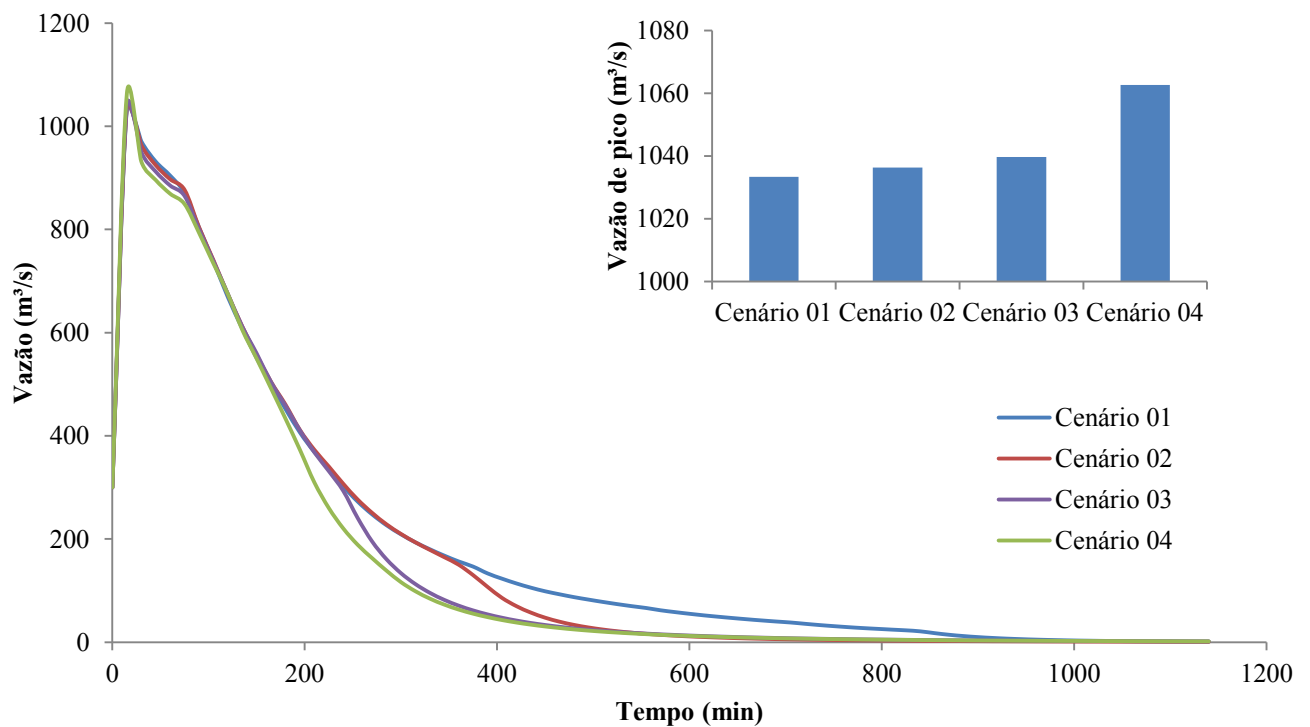 Vazão (m³/s)
1200
1000
800
600
400
200
0
0 200 400 600 800 1000 1200
Tempo (min)
Vazão de pico (m³/s)
1080
1060
1040
1020
1000
Cenário 01 Cenário 02 Cenário 03 Cenário 04
Cenário 01
Cenário 02
Cenário 03
Cenário 04